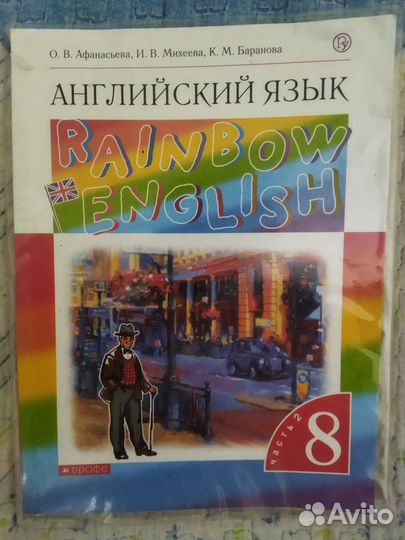 О. В. Афанасьева, И. В. Михеева, К. М. Баранова
АНГЛИЙСКИЙ ЯЗЫК
RAINBOW
ENGLISH
часть 2
8
дрофа
Avito